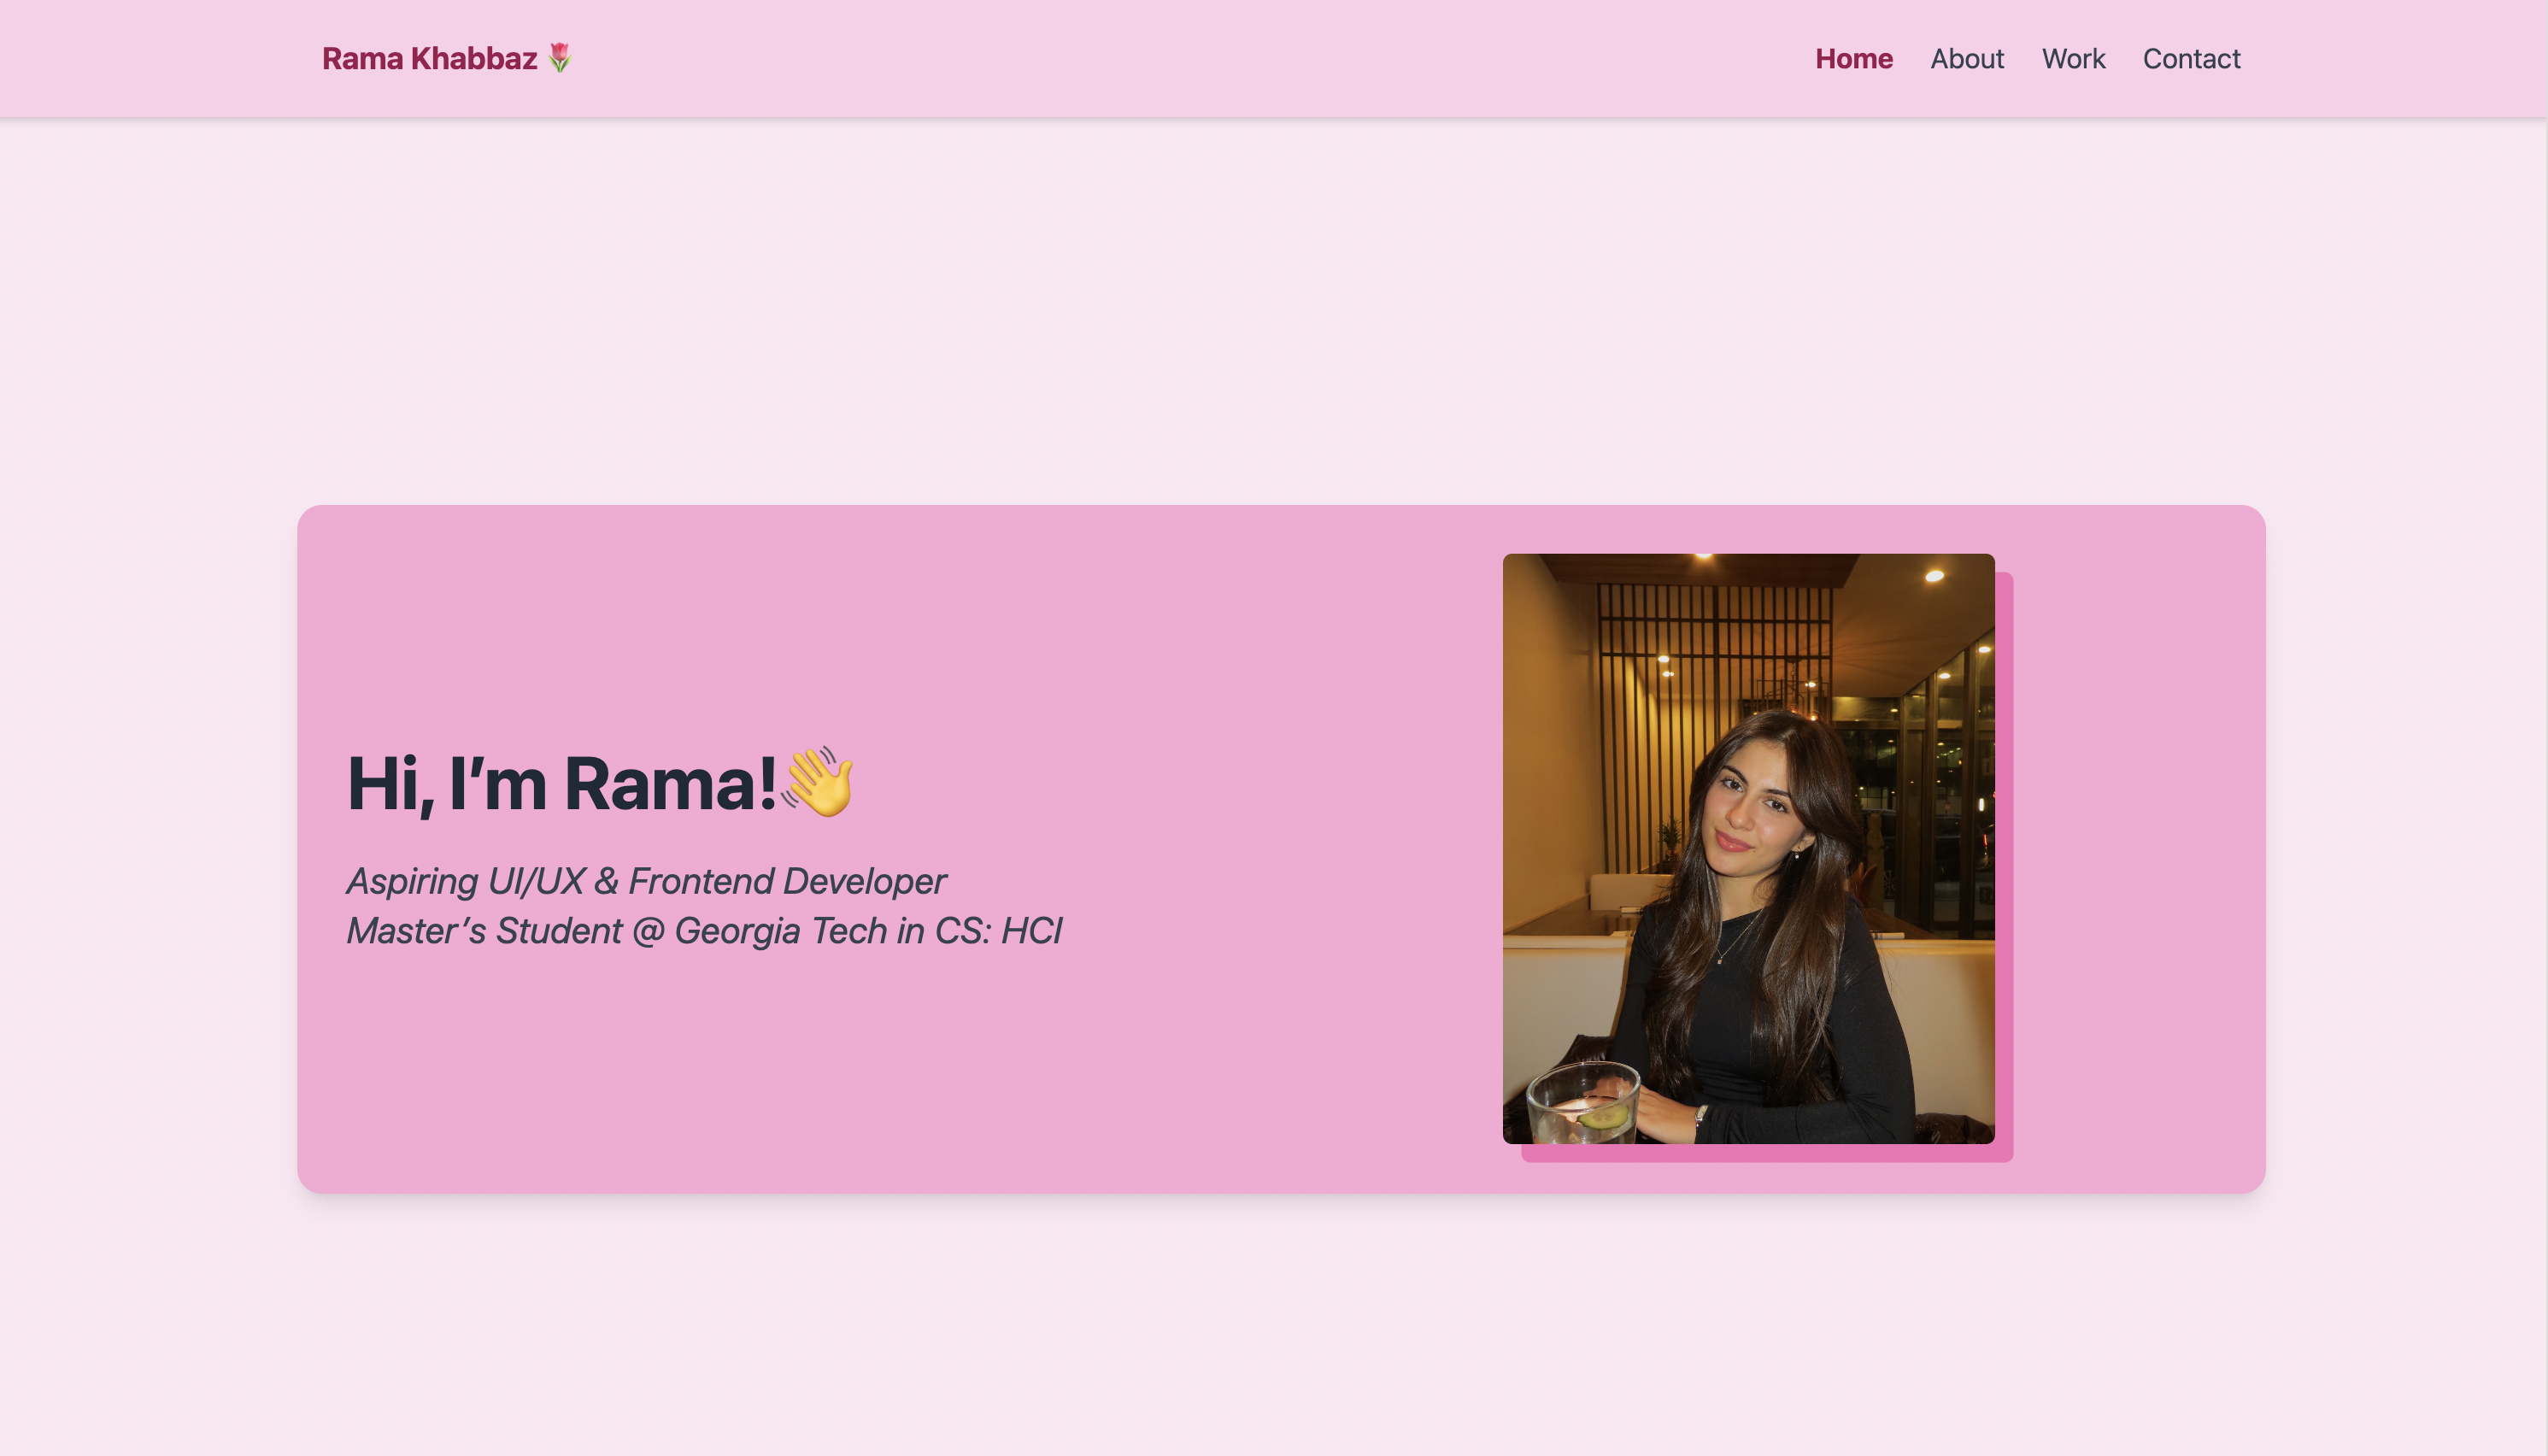 Rama Khabbaz 🌷
Home About Work Contact
Hi, I’m Rama!👋
Aspiring UI/UX & Frontend Developer
Master’s Student @ Georgia Tech in CS: HCI